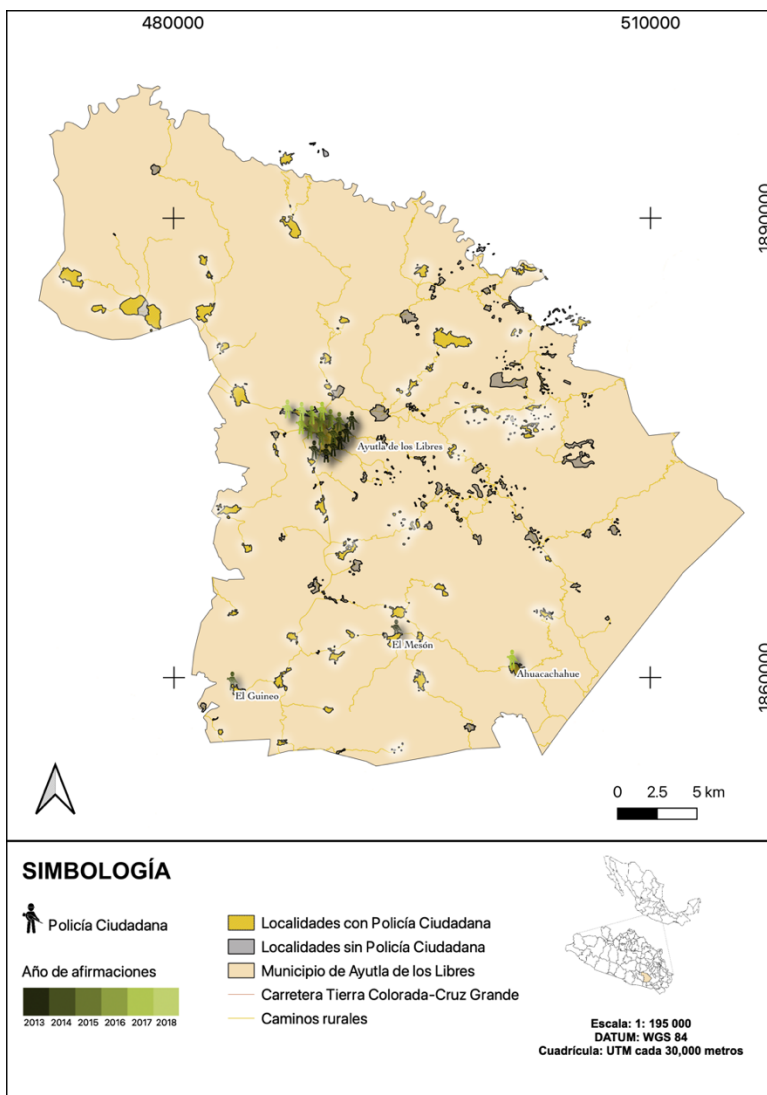 480000
510000
1890000
Ayutla de los Libres
El Mesón
Ahuacachahue
El Guineo
1860000
0 2.5 5 km
SIMBOLOGÍA
Policía Ciudadana
Año de afirmaciones
2013 2014 2015 2016 2017 2018
Localidades con Policía Ciudadana
Localidades sin Policía Ciudadana
Municipio de Ayutla de los Libres
Carretera Tierra Colorada-Cruz Grande
Caminos rurales
Escala: 1: 195 000
DATUM: WGS 84
Cuadrícula: UTM cada 30,000 metros